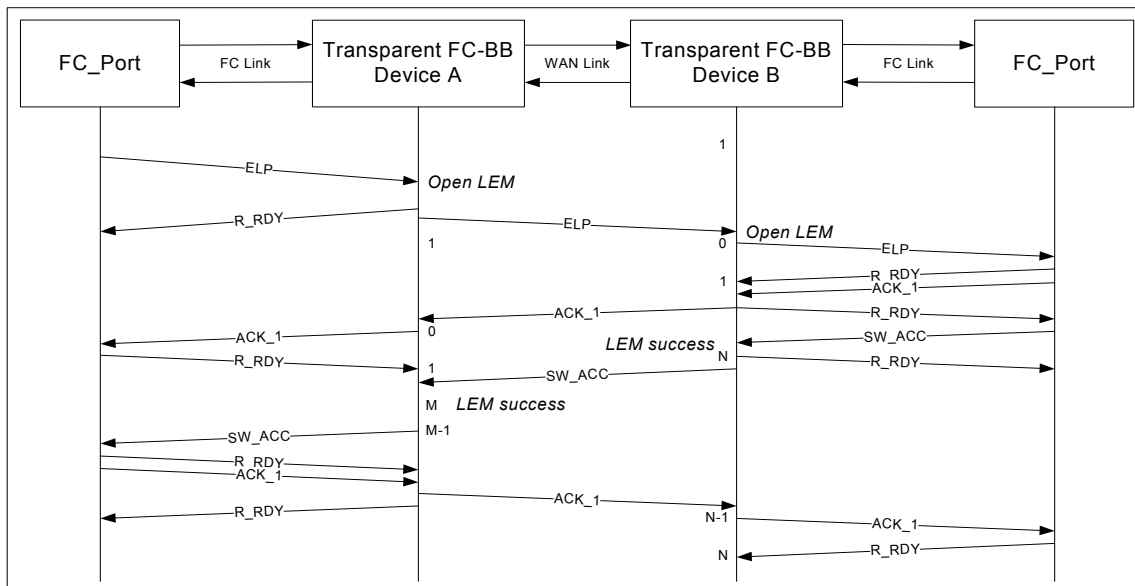 FC_Port
FC Link
Transparent FC-BB
Device A
WAN Link
Transparent FC-BB
Device B
FC Link
FC_Port
1
ELP
Open LEM
R_RDY
ELP
Open LEM
1
0
ELP
R_RDY
1
ACK_1
ACK_1
R_RDY
0
ACK_1
SW_ACC
LEM success
N
R_RDY
R_RDY
1
SW_ACC
M
LEM success
M-1
SW_ACC
R_RDY
ACK_1
ACK_1
R_RDY
N-1
ACK_1
R_RDY
N